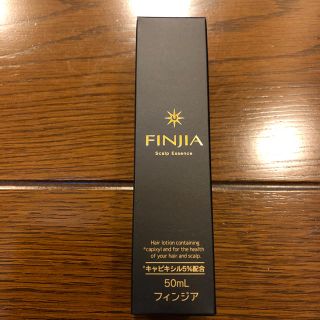 FINJIA
Scalp Essence
Hair lotion containing
*capixyl and for the health
of your hair and scalp.
*キャピキシル5%配合
50mL
フィンジア